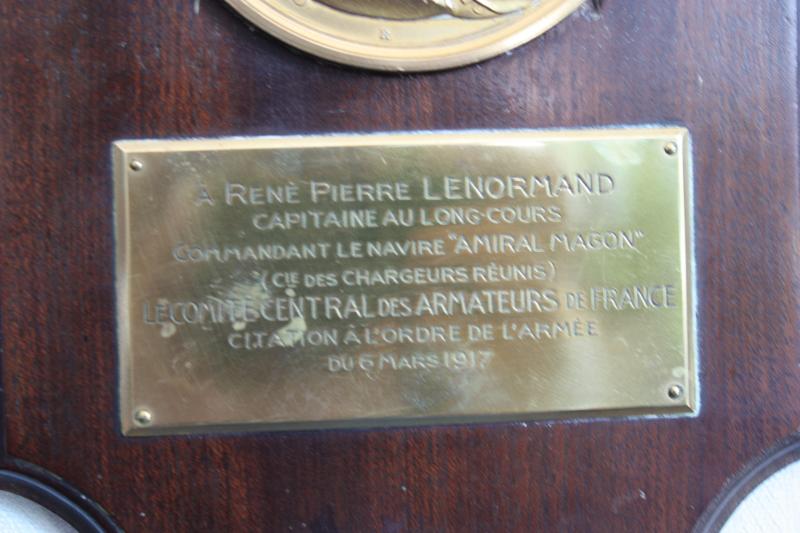 À RENÉ PIERRE LENORMAND
CAPITAINE AU LONG-COURS
COMMANDANT LE NAVIRE "AMIRAL MAGON"
(CIE DES CHARGEURS RÉUNIS)
LE COMITÉ CENTRAL DES ARMATEURS DE FRANCE
CITATION À L'ORDRE DE L'ARMÉE
DU 6 MARS 1917